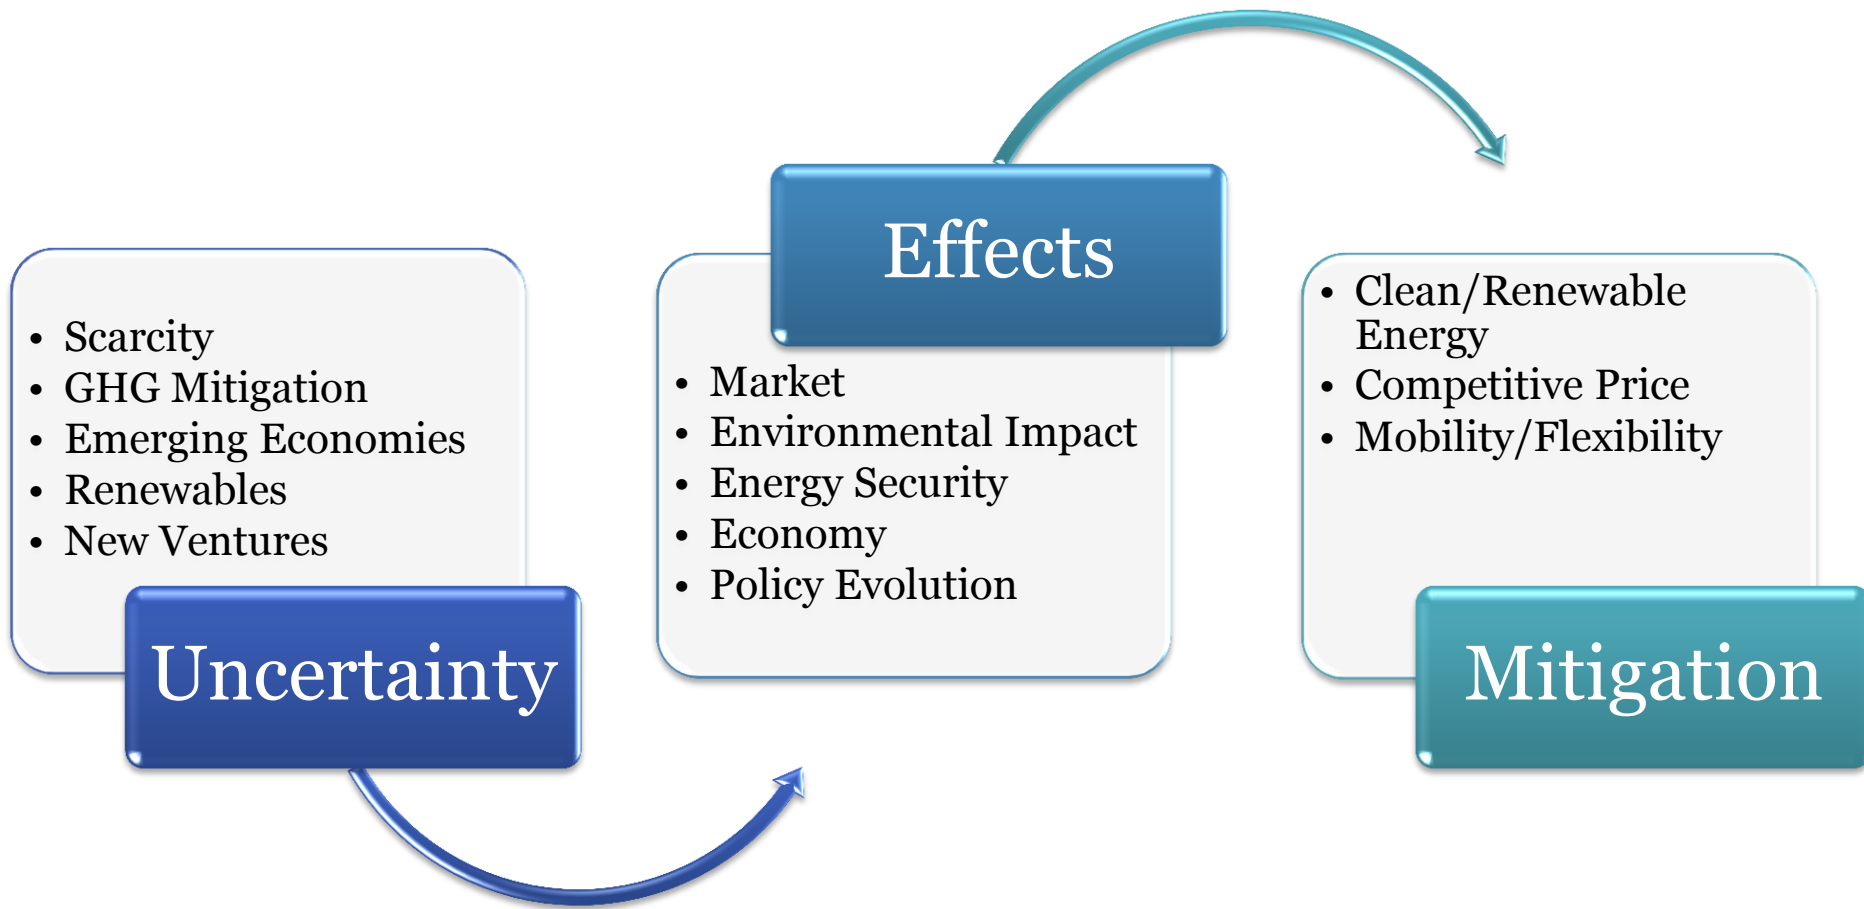 • Scarcity
• GHG Mitigation
• Emerging Economies
• Renewables
• New Ventures
Uncertainty
Effects
• Market
• Environmental Impact
• Energy Security
• Economy
• Policy Evolution
• Clean/Renewable
Energy
• Competitive Price
• Mobility/Flexibility
Mitigation